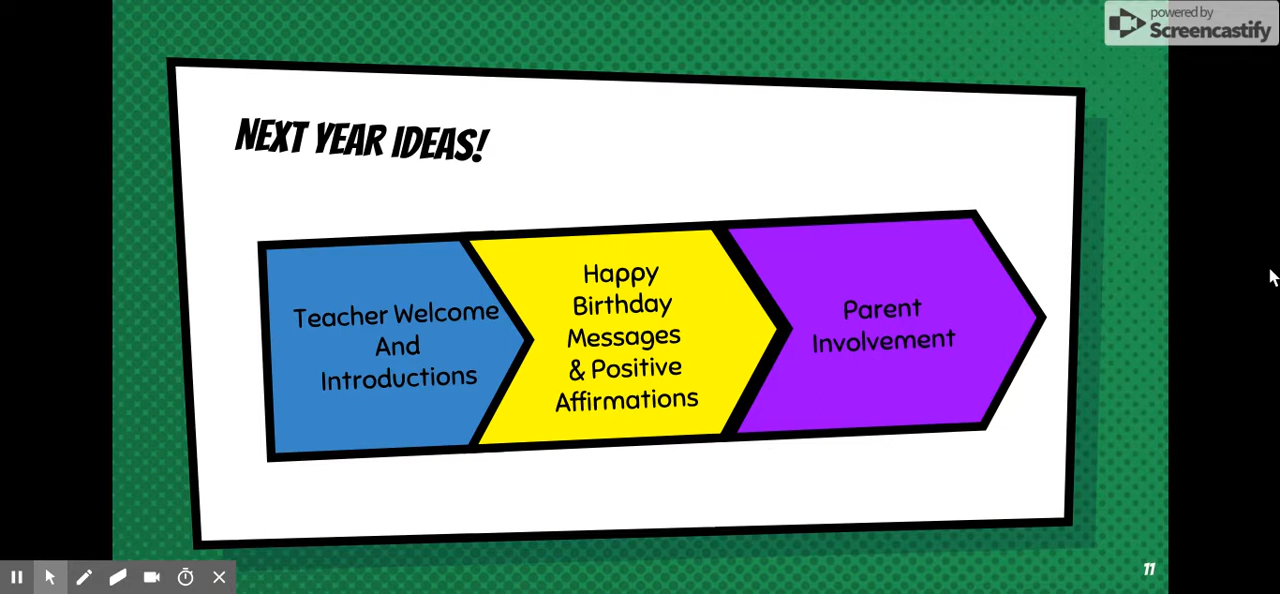 powered by
Screencastify
NEXT YEAR IDEAS!
Teacher Welcome
And
Introductions
Happy
Birthday
Messages
& Positive
Affirmations
Parent
Involvement
11